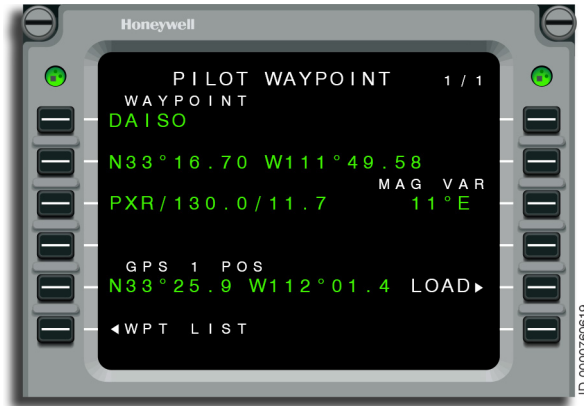 Honeywell
PILOT WAYPOINT 1/1
WAYPOINT
DAISO
N33°16.70 W111°49.58
MAG VAR
PXR/130.0/11.7 11°E
GPS 1 POS
N33°25.9 W112°01.4 LOAD▶
◀WPT LIST
ID-0000760619